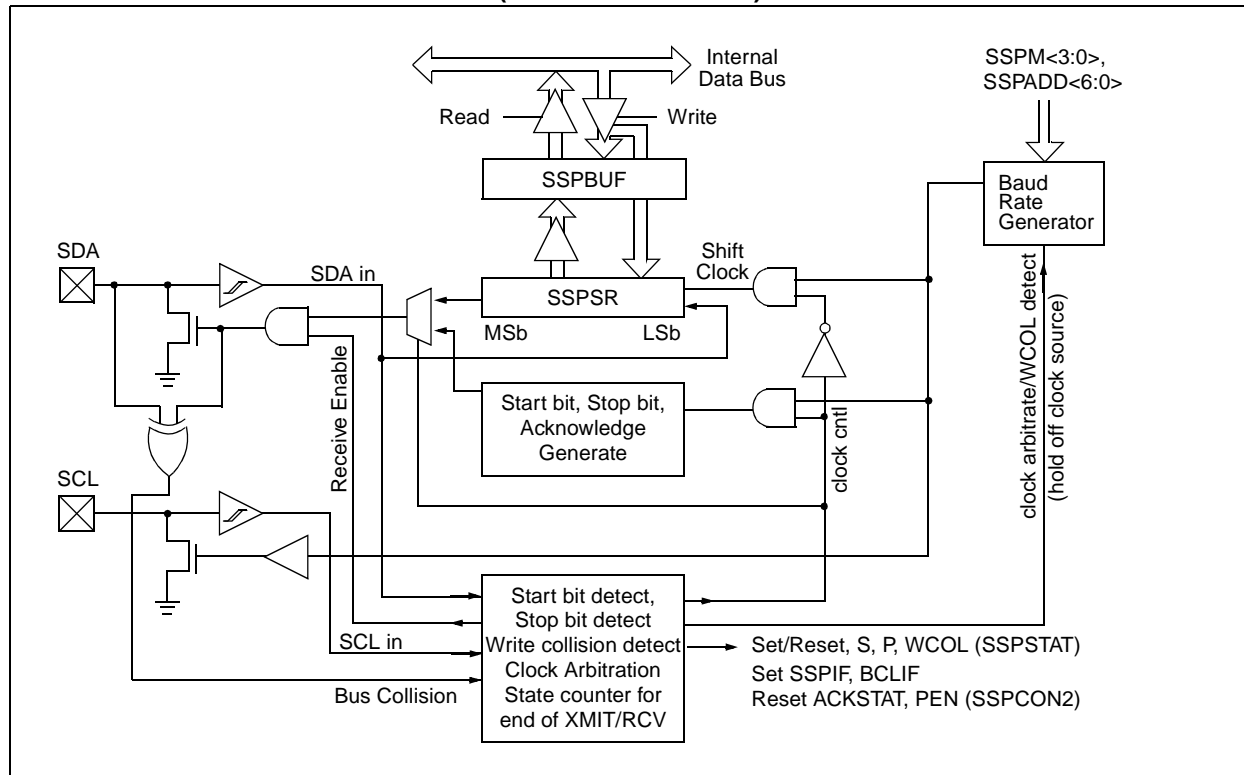 Internal
Data Bus
SSPM<3:0>,
SSPADD<6:0>
Read
Write
SSPBUF
Baud
Rate
Generator
SDA
SDA in
Shift
Clock
SSPSR
MSb
LSb
Receive Enable
Start bit, Stop bit,
Acknowledge
Generate
clock cntl
clock arbitrate/WCOL detect
(hold off clock source)
SCL
SCL in
Bus Collision
Start bit detect,
Stop bit detect
Write collision detect
Clock Arbitration
State counter for
end of XMIT/RCV
Set/Reset, S, P, WCOL (SSPSTAT)
Set SSPIF, BCLIF
Reset ACKSTAT, PEN (SSPCON2)